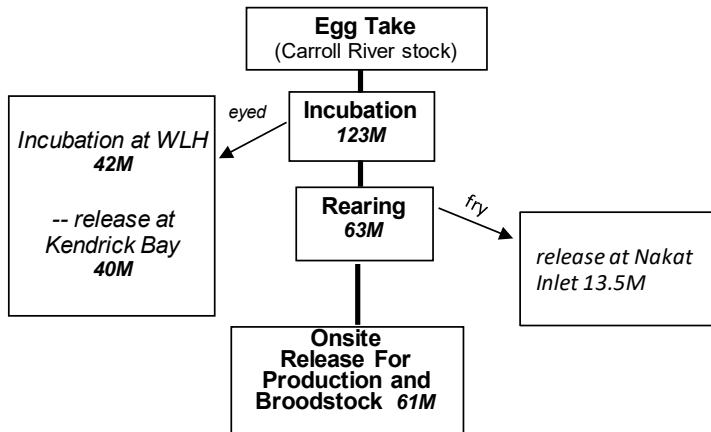 Egg Take
(Carroll River stock)
eyed
Incubation
123M
Incubation at WLH
42M
-- release at
Kendrick Bay
40M
Rearing
63M
fry
release at Nakat
Inlet 13.5M
Onsite
Release For
Production and
Broodstock 61M